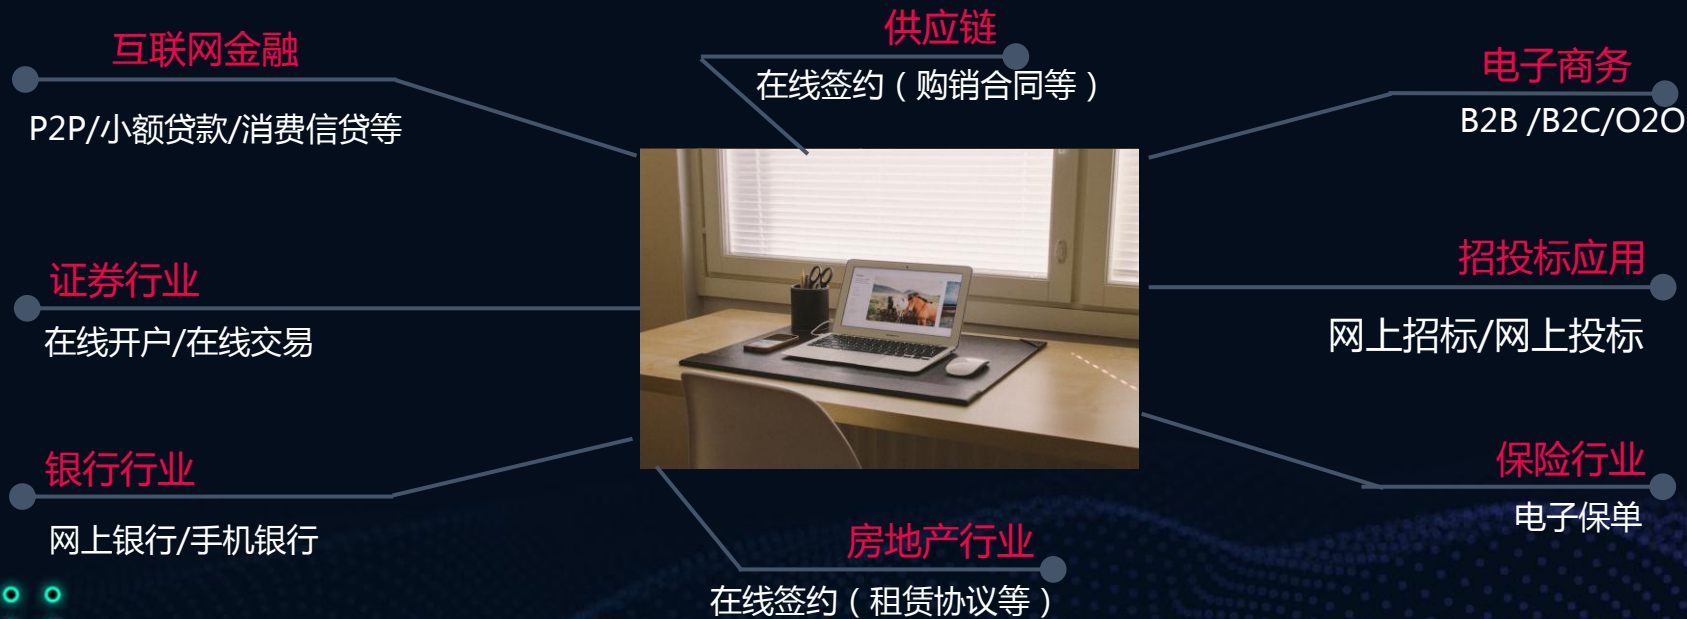 互联网金融
P2P/小额贷款/消费信贷等
供应链
在线签约（购销合同等）
电子商务
B2B /B2C/O2O
证券行业
在线开户/在线交易
招投标应用
网上招标/网上投标
银行行业
网上银行/手机银行
保险行业
电子保单
房地产行业
在线签约（租赁协议等）